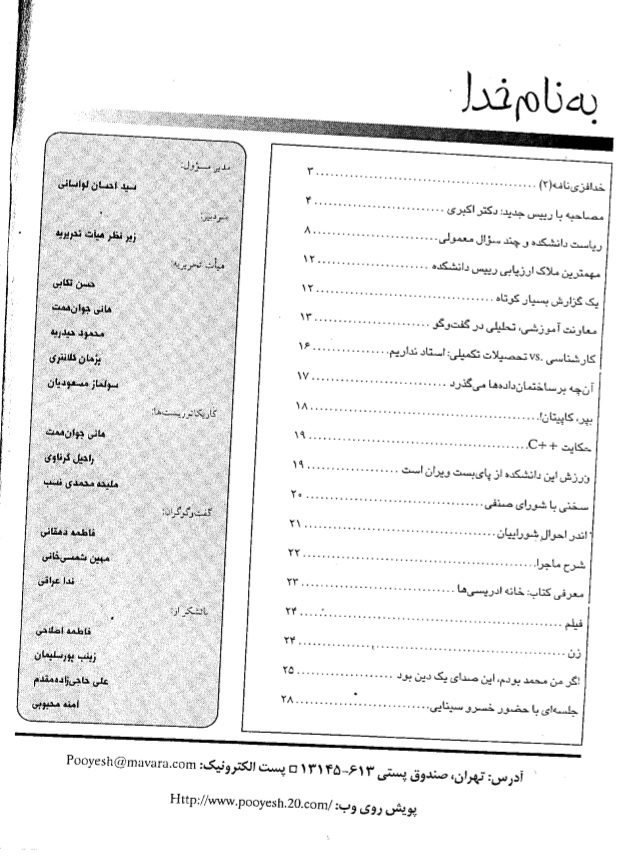 به نام خدا
خدافزی‌نامه(۲) ............................ ۳
مصاحبه با رییس جدید: دکتر اکبری ............................ ۴
ریاست دانشکده و چند سؤال معمولی ............................ ۸
مهمترین ملاک ارزیابی رییس دانشکده ............................ ۱۲
یک گزارش بسیار کوتاه ............................ ۱۲
معاونت آموزشی، تحلیلی در گفت‌وگو ............................ ۱۳
کارشناسی .vs تحصیلات تکمیلی: استاد نداریم ............................ ۱۶
آن‌چه برساختمان‌داده‌ها می‌گذرد ............................ ۱۷
بپر، کاپیتان! ............................ ۱۸
حکایت ++C ............................ ۱۹
ورزش این دانشکده از پای‌بست ویران است ............................ ۱۹
سخنی با شورای صنفی ............................ ۲۰
اندر احوال شوراییان ............................ ۲۱
شرح ماجرا ............................ ۲۲
معرفی کتاب: خانه ادریسی‌ها ............................ ۲۳
فیلم ............................ ۲۴
زن ............................ ۲۴
اگر من محمد بودم، این صدای یک دین بود ............................ ۲۵
جلسه‌ای با حضور خسرو سینایی ............................ ۲۸
مدیر مسؤول:
سید احسان لواسانی
سردبیر:
زیر نظر هیات تحریریه
هیأت تحریریه:
حسن تکابی
هانی جوان‌همت
محمود حیدریه
پژمان کلانتری
سولماز مسعودیان
کاریکاتوریست‌ها:
هانی جوان‌همت
راحیل کرناوی
ملیحه محمدی نسب
گفت‌وگوگران:
فاطمه دهقانی
مهین شمسی‌خانی
ندا عراقی
باتشکر از:
فاطمه اصلاحی
زینب پورسلیمان
علی حاجی‌زاده‌مقدم
آمنه محبوبی
آدرس: تهران، صندوق پستی ۶۱۳-۱۳۱۴۵ □ پست الکترونیک: Pooyesh@mavara.com
پویش روی وب: Http://www.pooyesh.20.com/